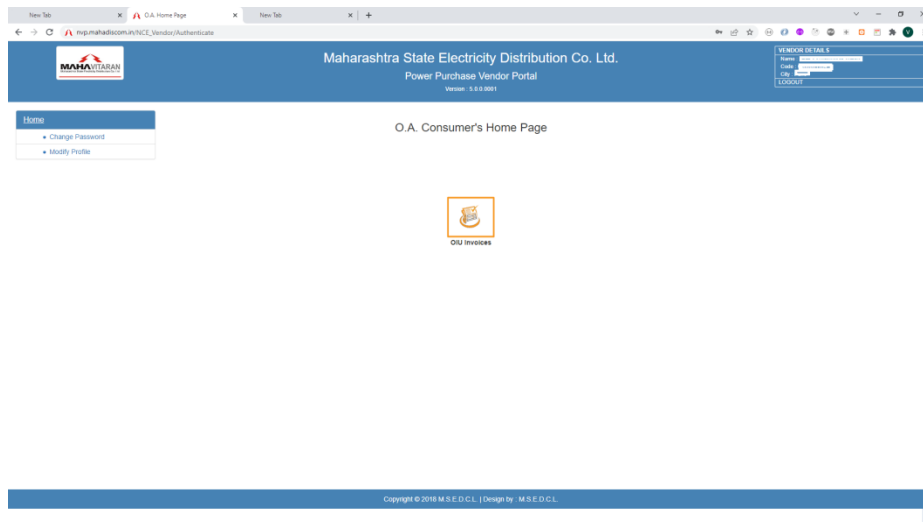 New Tab
O.A. Home Page
New Tab
nvp.mahadiscom.in/NCE_Vendor/Authenticate
MAHAVITARAN
Maharashtra State Electricity Distribution Co. Ltd.
Power Purchase Vendor Portal
Version : 5.0.0.0001
VENDOR DETAILS
Name :
Code :
City :
LOGOUT
Home
Change Password
Modify Profile
O.A. Consumer's Home Page
OIU Invoices
Copyright © 2018 M.S.E.D.C.L. | Design by : M.S.E.D.C.L.